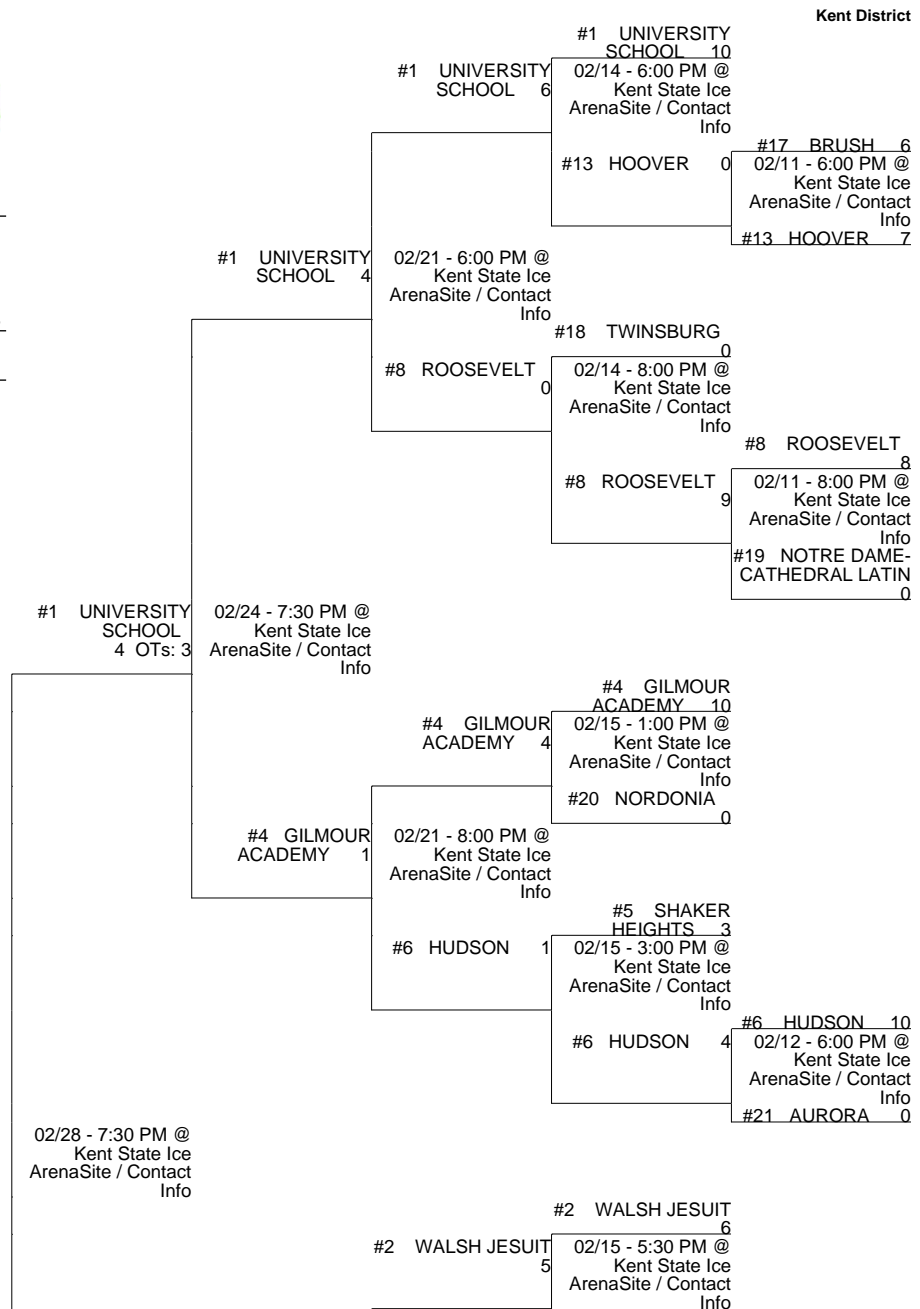 Kent District
#1 UNIVERSITY
SCHOOL 10
#1 UNIVERSITY
SCHOOL 6
02/14 - 6:00 PM @
Kent State Ice
ArenaSite / Contact
Info
#17 BRUSH 6
#13 HOOVER 0
02/11 - 6:00 PM @
Kent State Ice
ArenaSite / Contact
Info
#13 HOOVER 7
#1 UNIVERSITY
SCHOOL 4
02/21 - 6:00 PM @
Kent State Ice
ArenaSite / Contact
Info
#18 TWINSBURG
0
#8 ROOSEVELT
0
02/14 - 8:00 PM @
Kent State Ice
ArenaSite / Contact
Info
#8 ROOSEVELT
8
#8 ROOSEVELT
9
02/11 - 8:00 PM @
Kent State Ice
ArenaSite / Contact
Info
#19 NOTRE DAME-
CATHEDRAL LATIN
0
#1 UNIVERSITY
SCHOOL
4 OTs: 3
02/24 - 7:30 PM @
Kent State Ice
ArenaSite / Contact
Info
#4 GILMOUR
ACADEMY 10
#4 GILMOUR
ACADEMY 4
02/15 - 1:00 PM @
Kent State Ice
ArenaSite / Contact
Info
#20 NORDONIA
0
#4 GILMOUR
ACADEMY 1
02/21 - 8:00 PM @
Kent State Ice
ArenaSite / Contact
Info
#5 SHAKER
HEIGHTS 3
#6 HUDSON 1
02/15 - 3:00 PM @
Kent State Ice
ArenaSite / Contact
Info
#6 HUDSON 10
#6 HUDSON 4
02/12 - 6:00 PM @
Kent State Ice
ArenaSite / Contact
Info
#21 AURORA 0
02/28 - 7:30 PM @
Kent State Ice
ArenaSite / Contact
Info
#2 WALSH JESUIT
6
#2 WALSH JESUIT
5
02/15 - 5:30 PM @
Kent State Ice
ArenaSite / Contact
Info